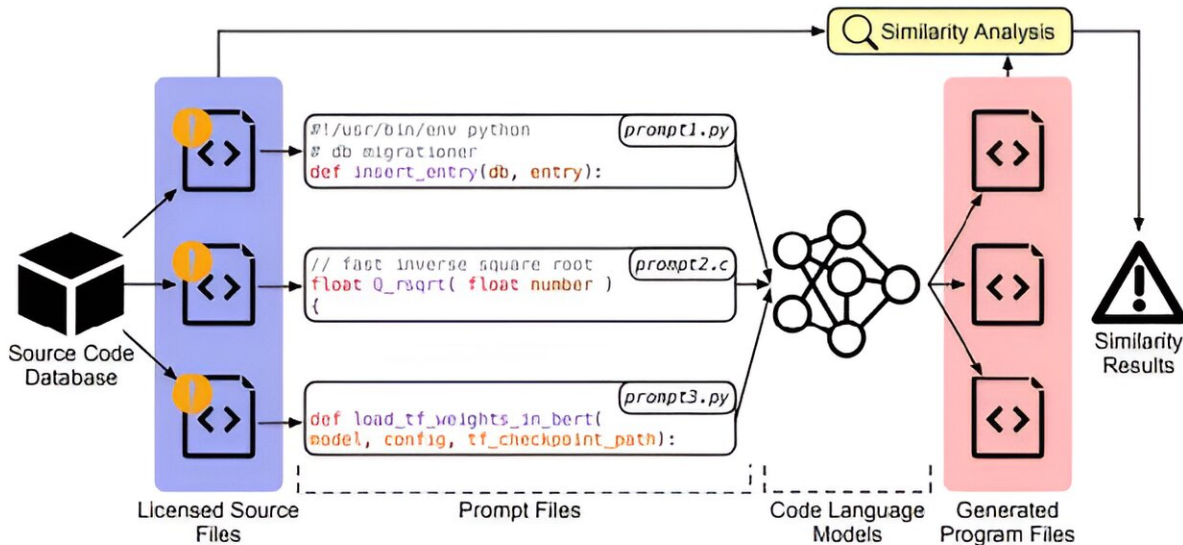 Similarity Analysis
#!/usr/bin/env python
prompt1.py
# db migrationer
def insert_entry(db, entry):
// fast inverse square root
prompt2.c
float Q_rsqrt( float number )
{
prompt3.py
def load_tf_weights_in_bert(
model, config, tf_checkpoint_path):
Source Code
Database
Similarity
Results
Licensed Source
Files
Prompt Files
Code Language
Models
Generated
Program Files